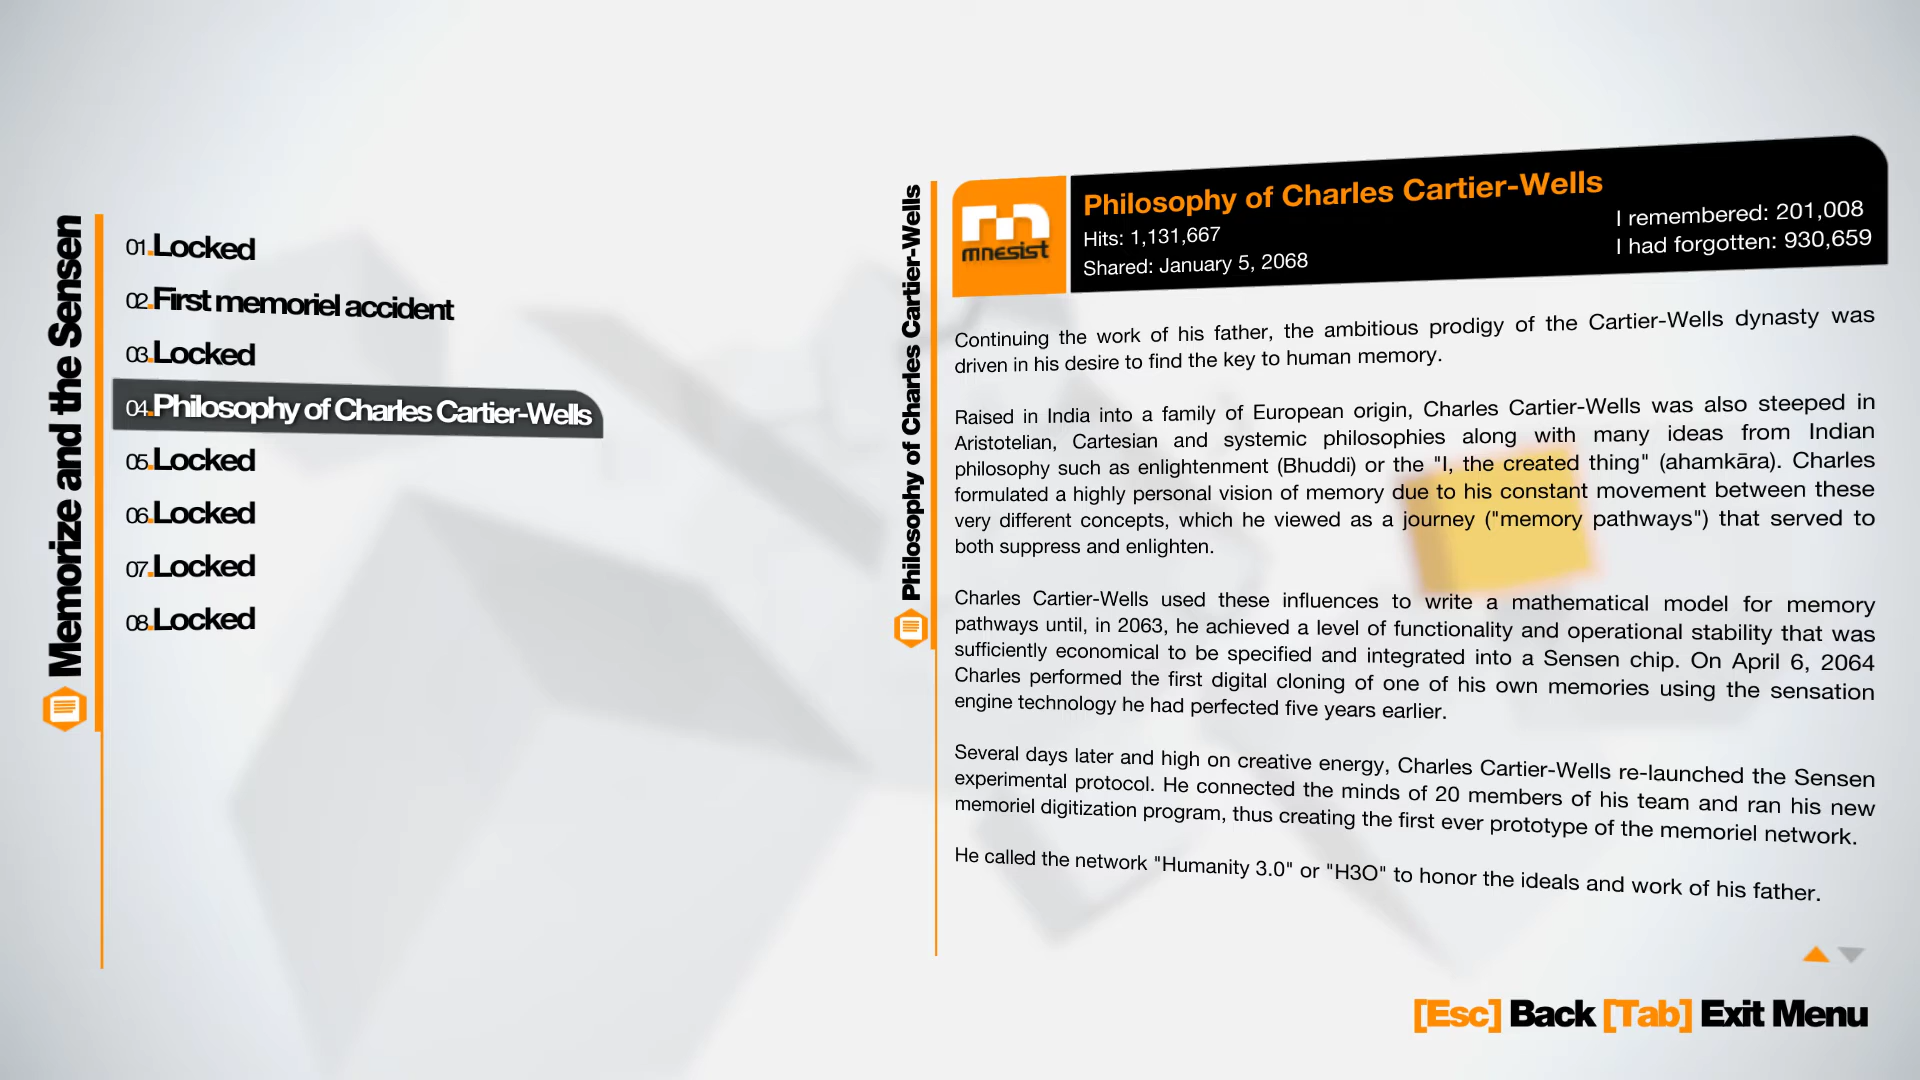 Memorize and the Sensen
01.Locked
02.First memoriel accident
03.Locked
04.Philosophy of Charles Cartier-Wells
05.Locked
06.Locked
07.Locked
08.Locked
Philosophy of Charles Cartier-Wells
mnesist
Philosophy of Charles Cartier-Wells
Hits: 1,131,667
Shared: January 5, 2068
I remembered: 201,008
I had forgotten: 930,659
Continuing the work of his father, the ambitious prodigy of the Cartier-Wells dynasty was
driven in his desire to find the key to human memory.
Raised in India into a family of European origin, Charles Cartier-Wells was also steeped in
Aristotelian, Cartesian and systemic philosophies along with many ideas from Indian
philosophy such as enlightenment (Bhuddi) or the "I, the created thing" (ahamkāra). Charles
formulated a highly personal vision of memory due to his constant movement between these
very different concepts, which he viewed as a journey ("memory pathways") that served to
both suppress and enlighten.
Charles Cartier-Wells used these influences to write a mathematical model for memory
pathways until, in 2063, he achieved a level of functionality and operational stability that was
sufficiently economical to be specified and integrated into a Sensen chip. On April 6, 2064
Charles performed the first digital cloning of one of his own memories using the sensation
engine technology he had perfected five years earlier.
Several days later and high on creative energy, Charles Cartier-Wells re-launched the Sensen
experimental protocol. He connected the minds of 20 members of his team and ran his new
memoriel digitization program, thus creating the first ever prototype of the memoriel network.
He called the network "Humanity 3.0" or "H3O" to honor the ideals and work of his father.
[Esc] Back [Tab] Exit Menu